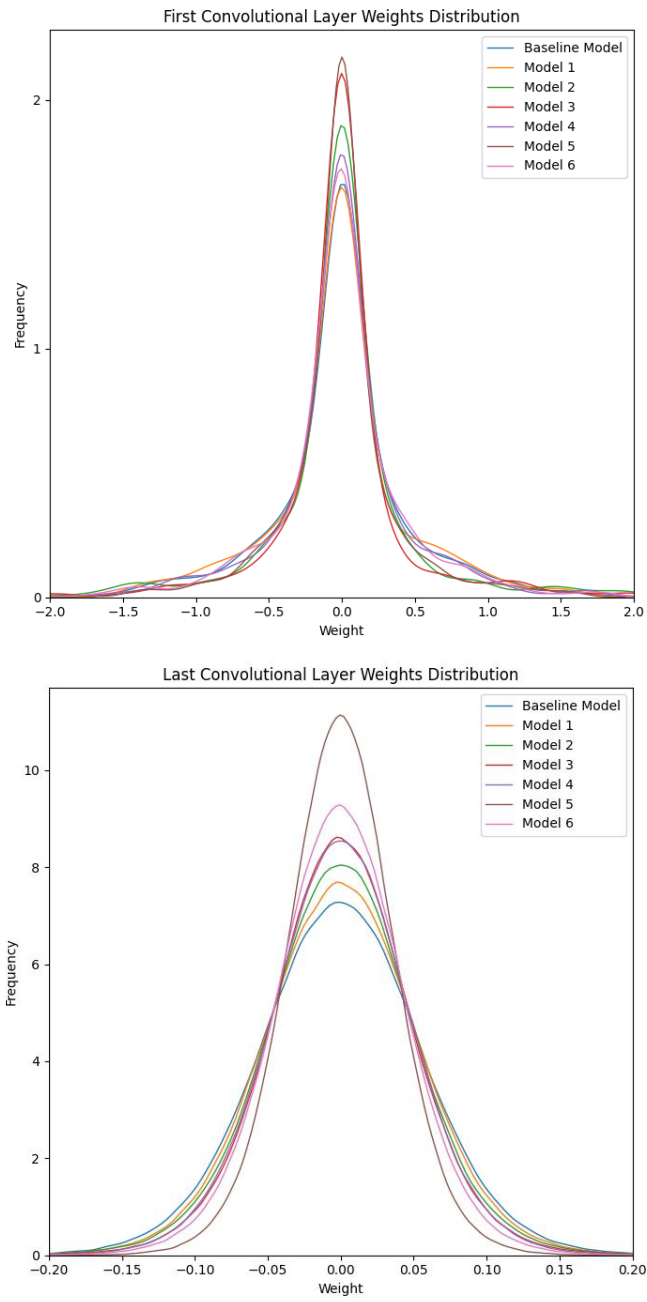 First Convolutional Layer Weights Distribution
Baseline Model
Model 1
Model 2
Model 3
Model 4
Model 5
Model 6
2
1
0
Frequency
−2.0 −1.5 −1.0 −0.5 0.0 0.5 1.0 1.5 2.0
Weight
Last Convolutional Layer Weights Distribution
Baseline Model
Model 1
Model 2
Model 3
Model 4
Model 5
Model 6
10
8
6
4
2
0
Frequency
−0.20 −0.15 −0.10 −0.05 0.00 0.05 0.10 0.15 0.20
Weight